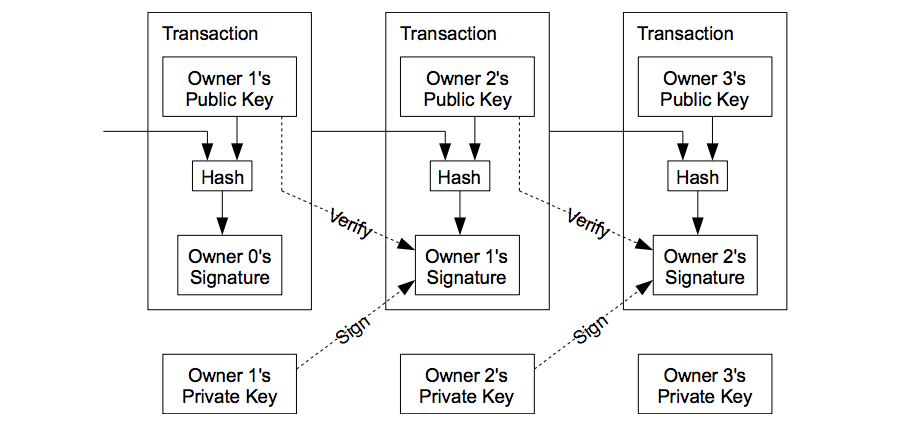 Transaction
Owner 1's
Public Key
Hash
Owner 0's
Signature
Transaction
Owner 2's
Public Key
Hash
Verify
Owner 1's
Signature
Sign
Transaction
Owner 3's
Public Key
Hash
Verify
Owner 2's
Signature
Sign
Owner 1's
Private Key
Owner 2's
Private Key
Owner 3's
Private Key